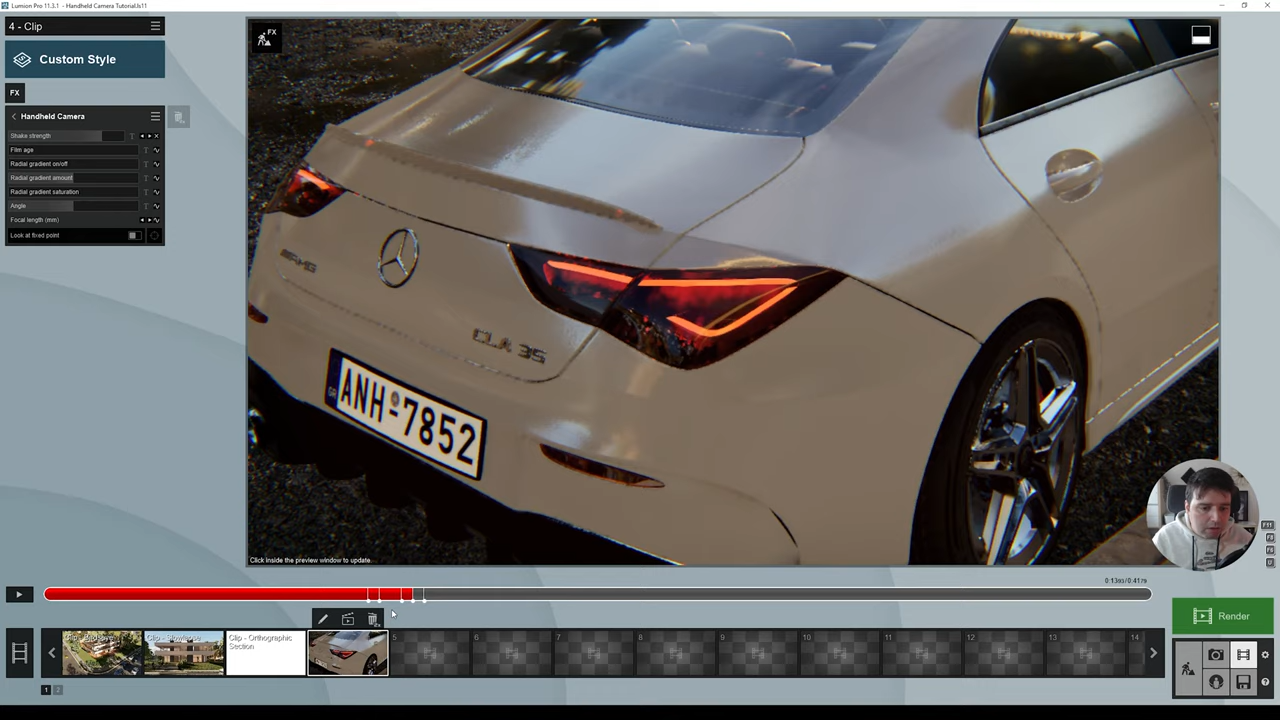 Lumion Pro 11.3.1 - Handheld Camera Tutorial.ls11
4 - Clip
Custom Style
FX
FX
Handheld Camera
Shake strength
Film age
Radial gradient on/off
Radial gradient amount
Radial gradient saturation
Angle
Focal length (mm)
Look at fixed point
AMG
CLA 35
GR
ANH-7852
Click inside the preview window to update.
Clip - Orthographic
Section
5
6
7
8
9
10
11
12
13
14
Render
1
2